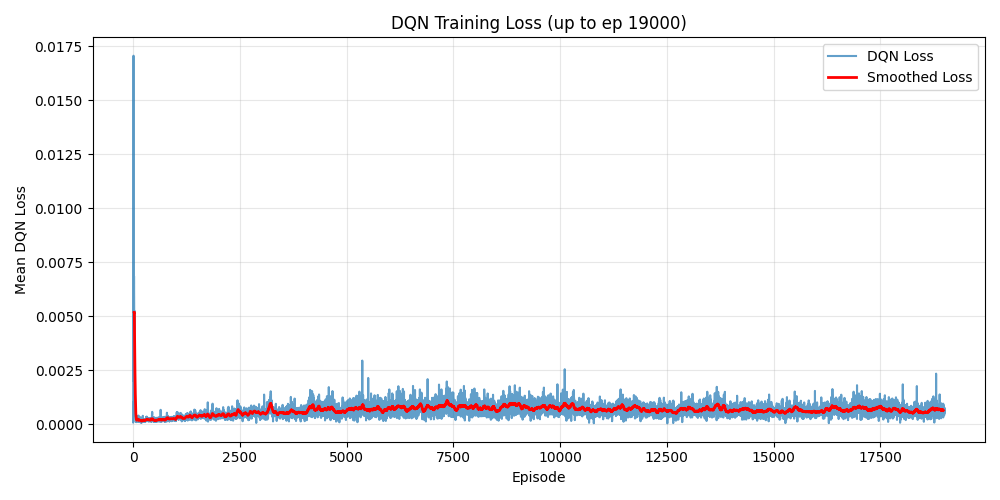 DQN Training Loss (up to ep 19000)
DQN Loss
Smoothed Loss
Mean DQN Loss
0.0175
0.0150
0.0125
0.0100
0.0075
0.0050
0.0025
0.0000
0 2500 5000 7500 10000 12500 15000 17500
Episode